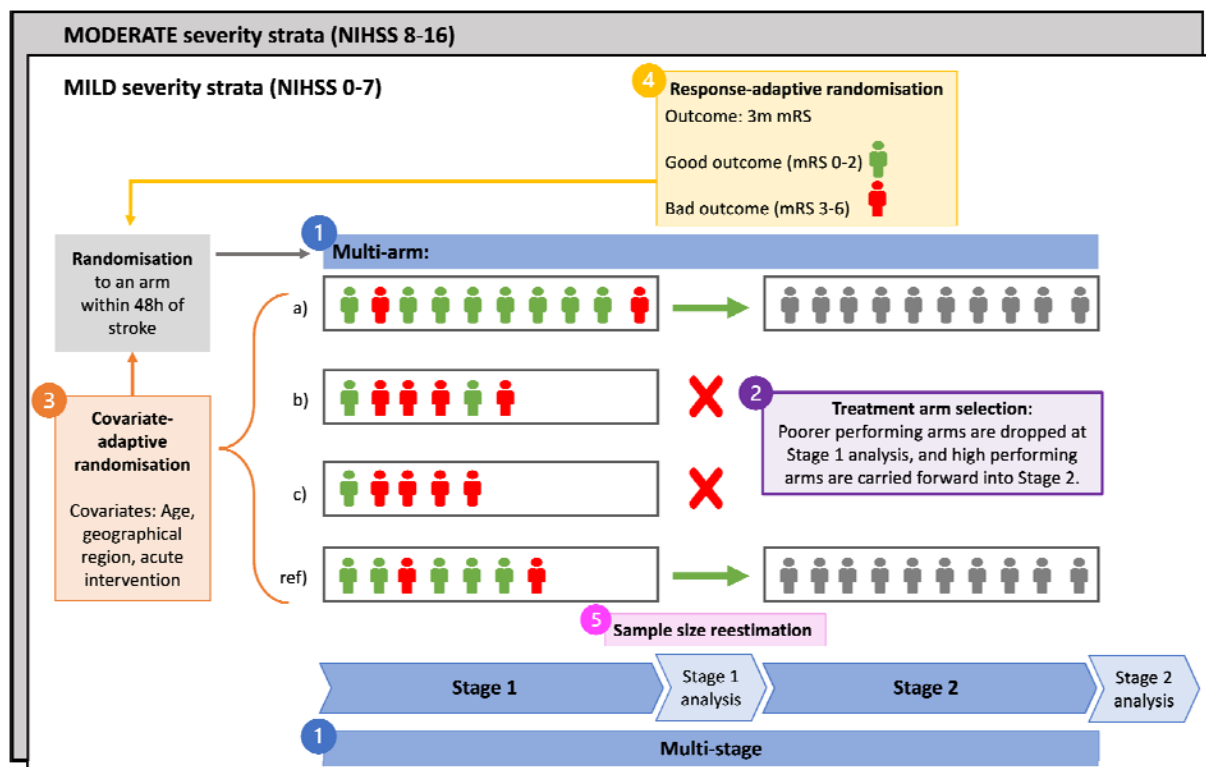 MODERATE severity strata (NIHSS 8-16)
MILD severity strata (NIHSS 0-7)
4
Response-adaptive randomisation
Outcome: 3m mRS
Good outcome (mRS 0-2)
Bad outcome (mRS 3-6)
1
Multi-arm:
Randomisation
to an arm
within 48h of
stroke
a)
b)
c)
ref)
3
Covariate-
adaptive
randomisation
Covariates: Age,
geographical
region, acute
intervention
2
Treatment arm selection:
Poorer performing arms are dropped at
Stage 1 analysis, and high performing
arms are carried forward into Stage 2.
5
Sample size reestimation
Stage 1
Stage 1
analysis
Stage 2
Stage 2
analysis
1
Multi-stage